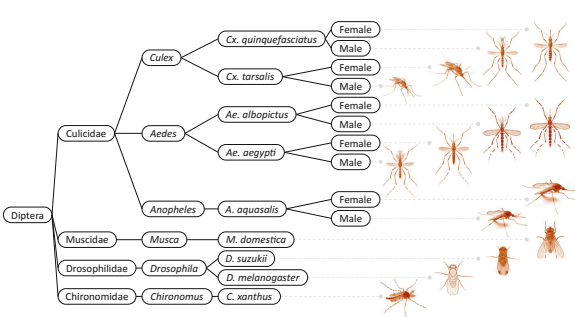 Female
Cx. quinquefasciatus
Male
Culex
Female
Cx. tarsalis
Male
Female
Ae. albopictus
Male
Culicidae
Aedes
Female
Ae. aegypti
Male
Female
Anopheles
A. aquasalis
Male
Diptera
Muscidae
Musca
M. domestica
D. suzukii
Drosophilidae
Drosophila
D. melanogaster
Chironomidae
Chironomus
C. xanthus